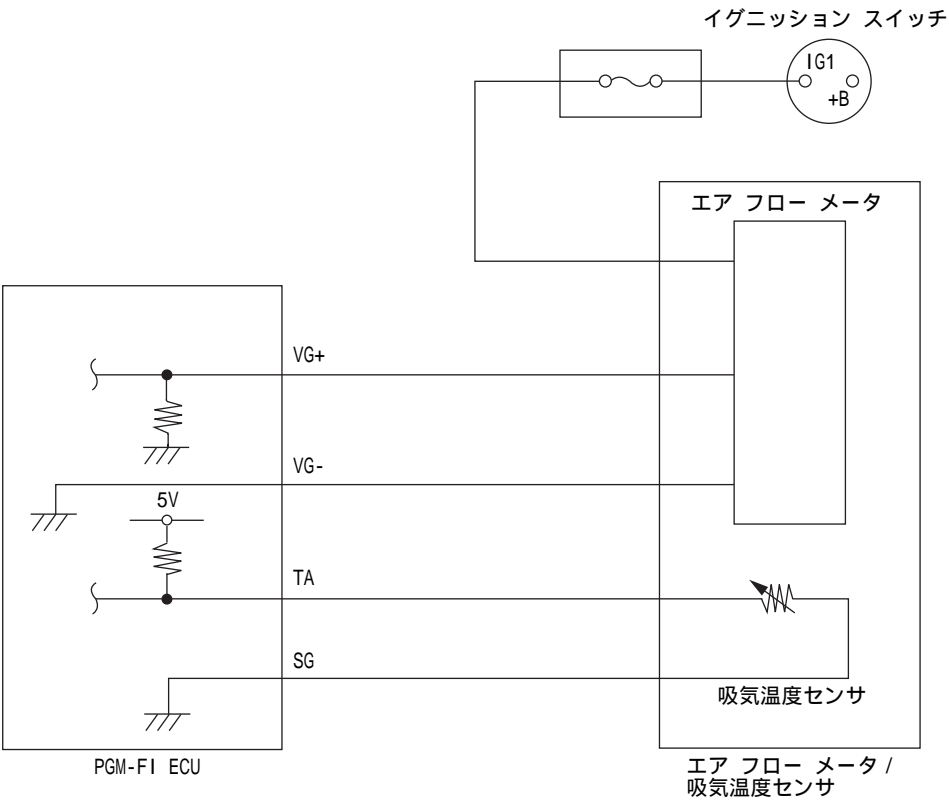 イグニッション スイッチ
IG1
+B
エア フロー メータ
VG+
VG-
5V
TA
SG
吸気温度センサ
PGM-FI ECU
エア フロー メータ /
吸気温度センサ